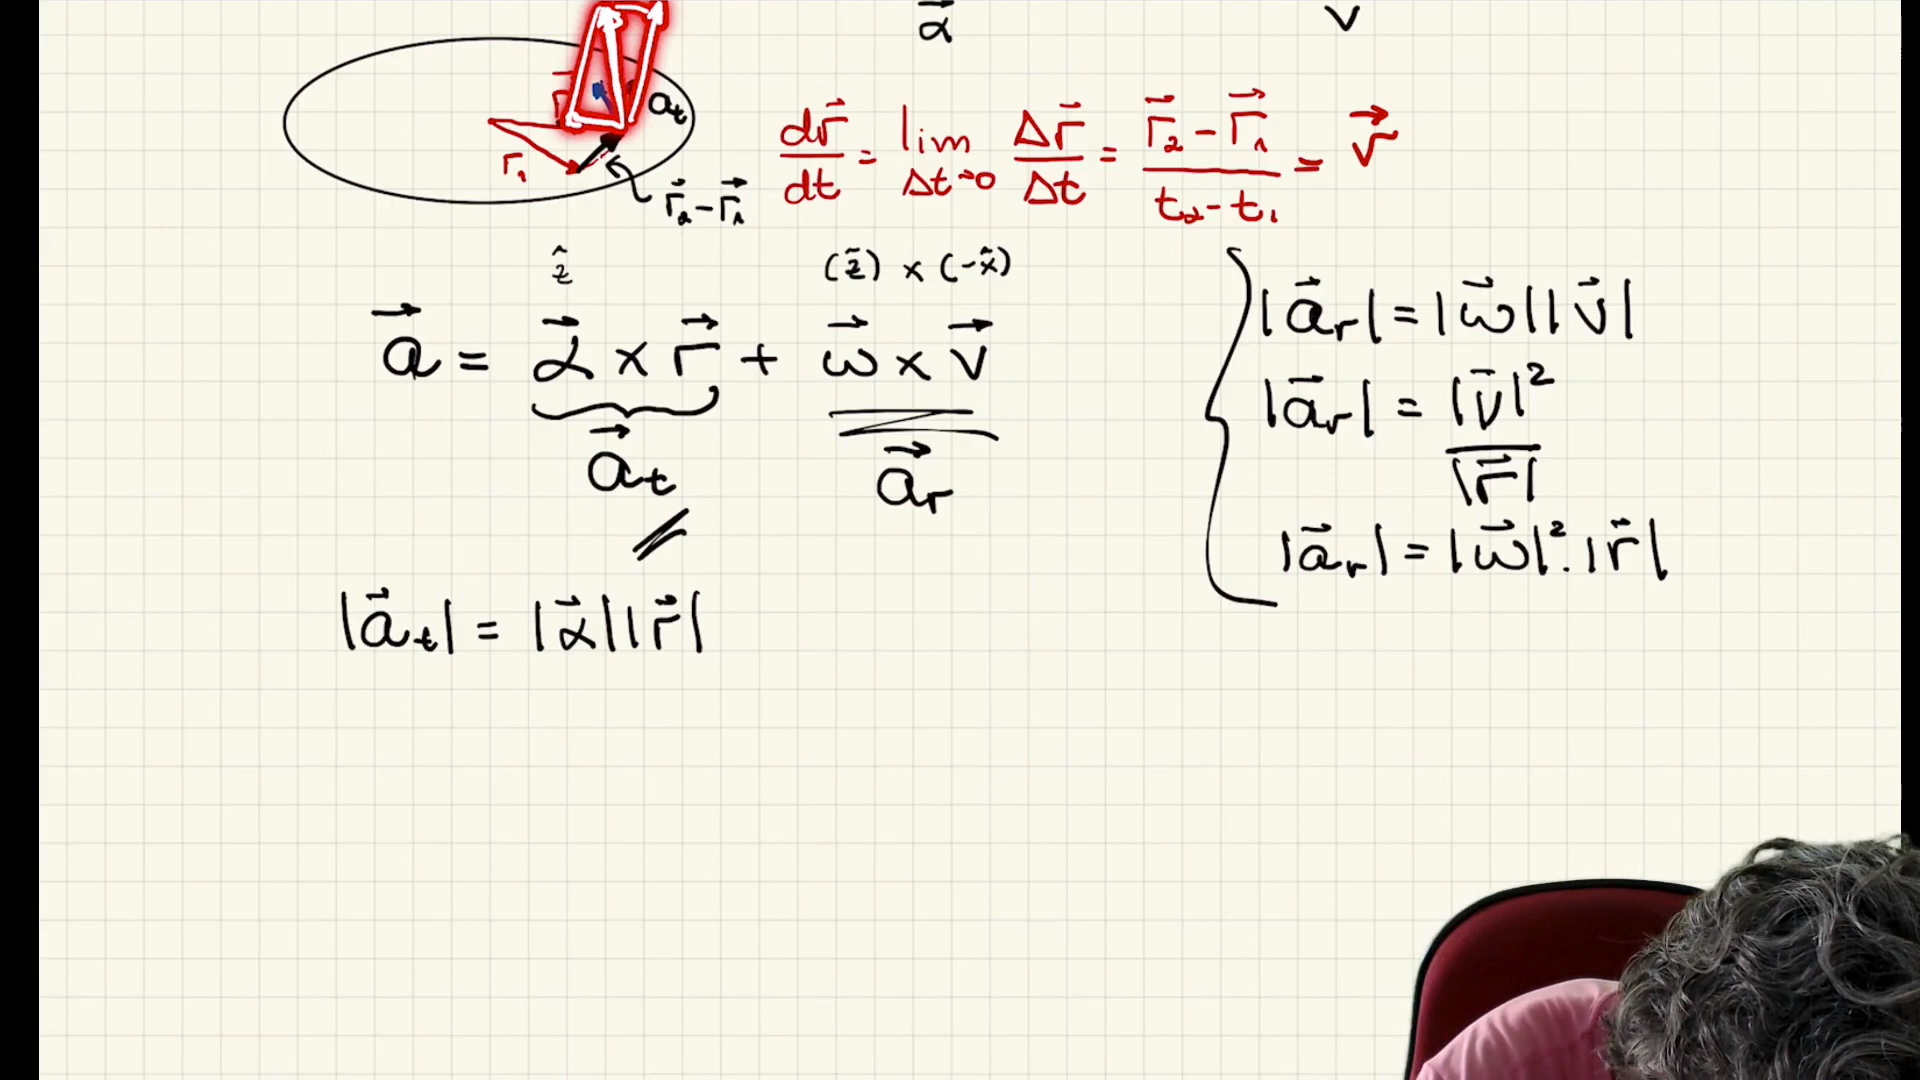 α⃗
v
a_t
r₁
r⃗₂ − r⃗₁
dr⃗/dt = lim Δt→0 Δr⃗/Δt = (r⃗₂ − r⃗₁)/(t₂ − t₁) = v⃗
ẑ
(ẑ) × (−x̂)
a⃗ = α⃗ × r⃗ + ω⃗ × v⃗
a⃗_t
a⃗_r
|a⃗_t| = |α⃗||r⃗|
|a⃗_r| = |ω⃗||v⃗|
|a⃗_r| = |v⃗|²/|r⃗|
|a⃗_r| = |ω⃗|².|r⃗|